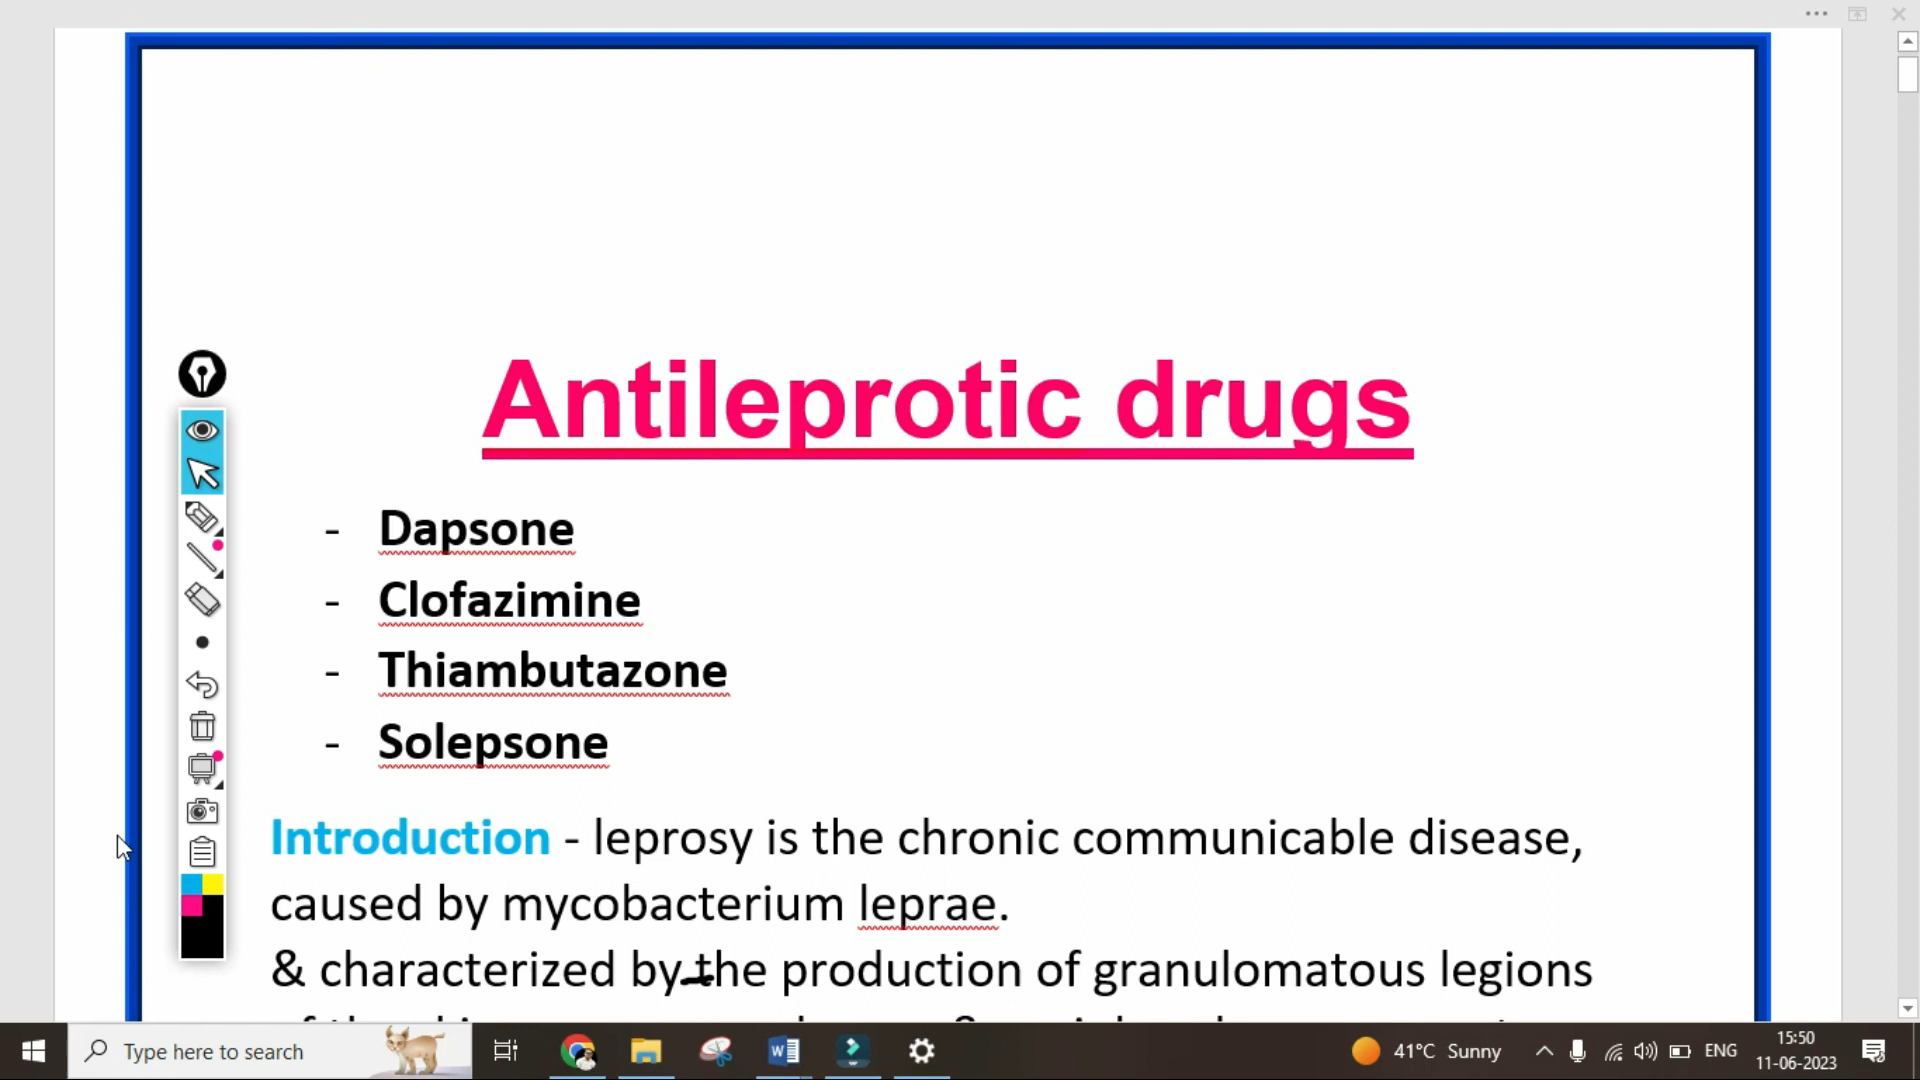 Antileprotic drugs
- Dapsone
- Clofazimine
- Thiambutazone
- Solepsone
Introduction - leprosy is the chronic communicable disease,
caused by mycobacterium leprae.
& characterized by the production of granulomatous legions
Type here to search
41°C Sunny
ENG
15:50
11-06-2023